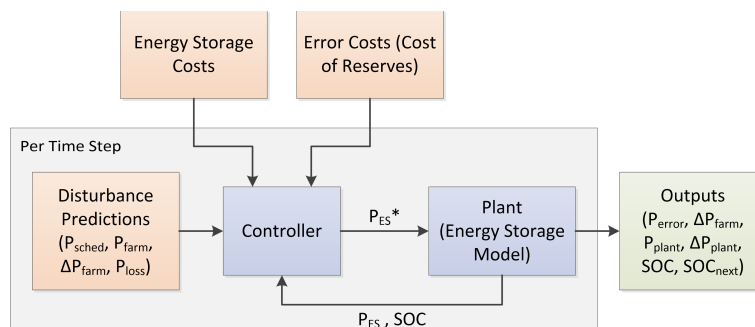 Energy Storage
Costs
Error Costs (Cost
of Reserves)
Per Time Step
Disturbance
Predictions
(Psched, Pfarm,
ΔPfarm, Ploss)
Controller
PES*
Plant
(Energy Storage
Model)
Outputs
(Perror, ΔPfarm,
Pplant, ΔPplant,
SOC, SOCnext)
PES , SOC